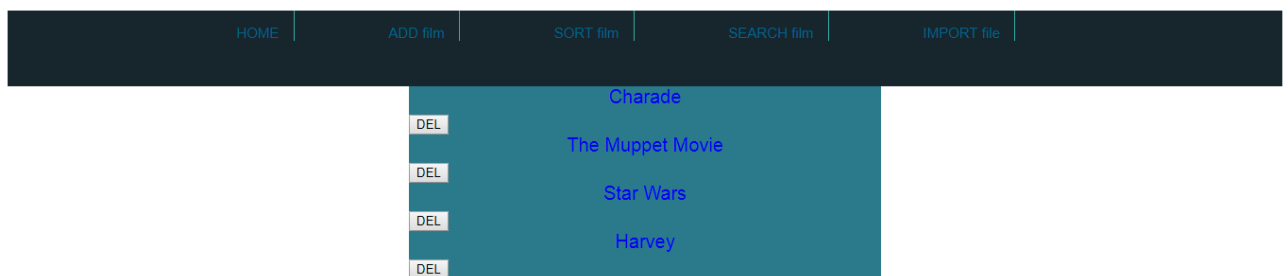 HOME ADD film SORT film SEARCH film IMPORT file
Charade
DEL
The Muppet Movie
DEL
Star Wars
DEL
Harvey
DEL